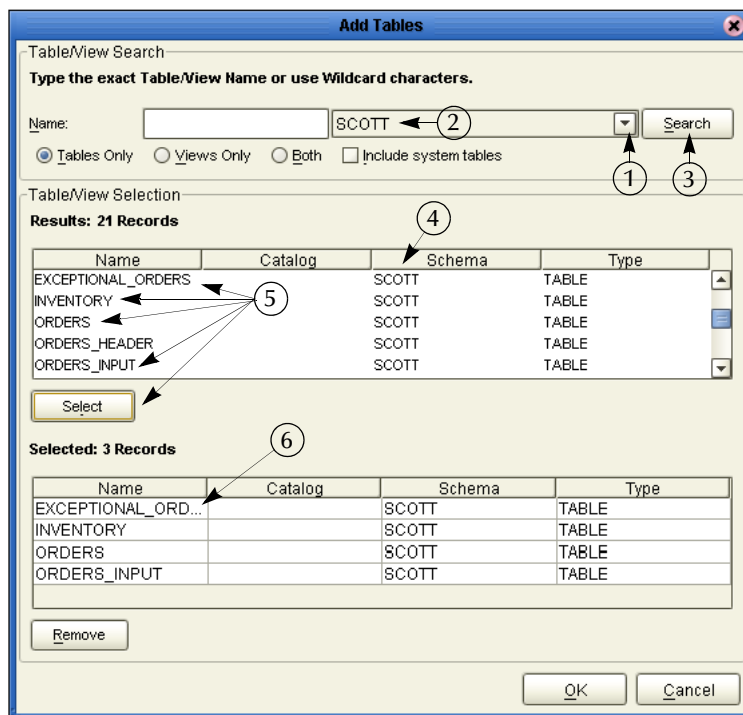 Add Tables
Table/View Search
Type the exact Table/View Name or use Wildcard characters.
Name: SCOTT 2 Search
Tables Only Views Only Both Include system tables 1 3
Table/View Selection
Results: 21 Records 4
Name Catalog Schema Type
EXCEPTIONAL_ORDERS SCOTT TABLE
INVENTORY 5 SCOTT TABLE
ORDERS SCOTT TABLE
ORDERS_HEADER SCOTT TABLE
ORDERS_INPUT SCOTT TABLE
Select
Selected: 3 Records 6
Name Catalog Schema Type
EXCEPTIONAL_ORD... SCOTT TABLE
INVENTORY SCOTT TABLE
ORDERS SCOTT TABLE
ORDERS_INPUT SCOTT TABLE
Remove
OK Cancel